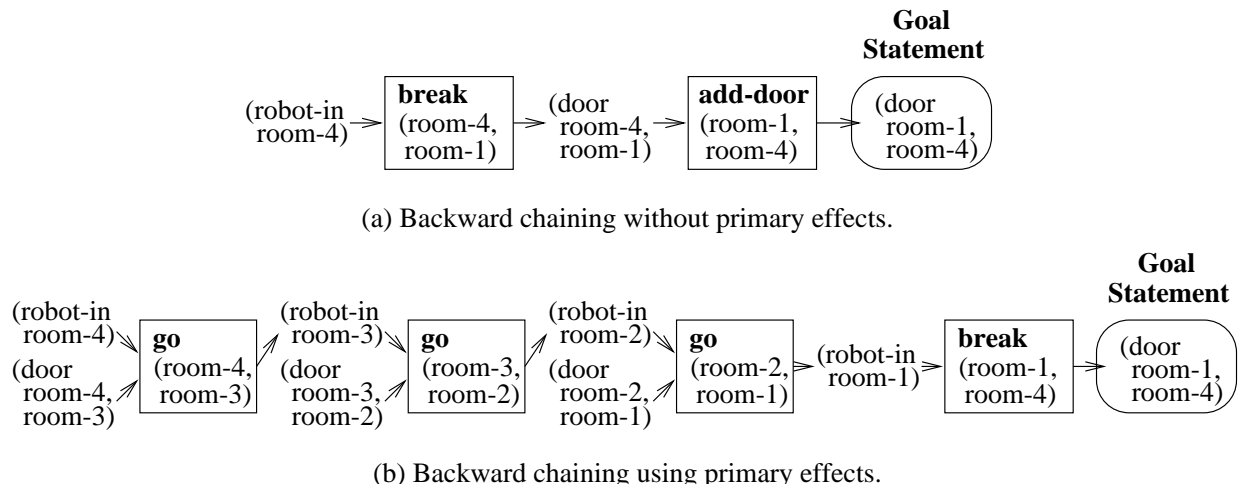 Goal
Statement
(robot-in
room-4)
break
(room-4,
room-1)
(door
room-4,
room-1)
add-door
(room-1,
room-4)
(door
room-1,
room-4)
(a) Backward chaining without primary effects.
Goal
Statement
(robot-in
room-4)
(door
room-4,
room-3)
go
(room-4,
room-3)
(robot-in
room-3)
(door
room-3,
room-2)
go
(room-3,
room-2)
(robot-in
room-2)
(door
room-2,
room-1)
go
(room-2,
room-1)
(robot-in
room-1)
break
(room-1,
room-4)
(door
room-1,
room-4)
(b) Backward chaining using primary effects.